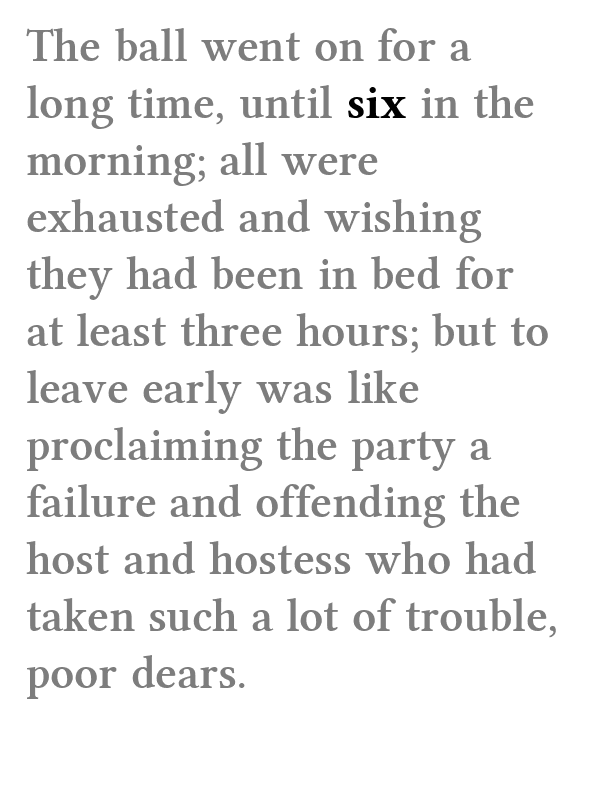 The ball went on for a
long time, until six in the
morning; all were
exhausted and wishing
they had been in bed for
at least three hours; but to
leave early was like
proclaiming the party a
failure and offending the
host and hostess who had
taken such a lot of trouble,
poor dears.